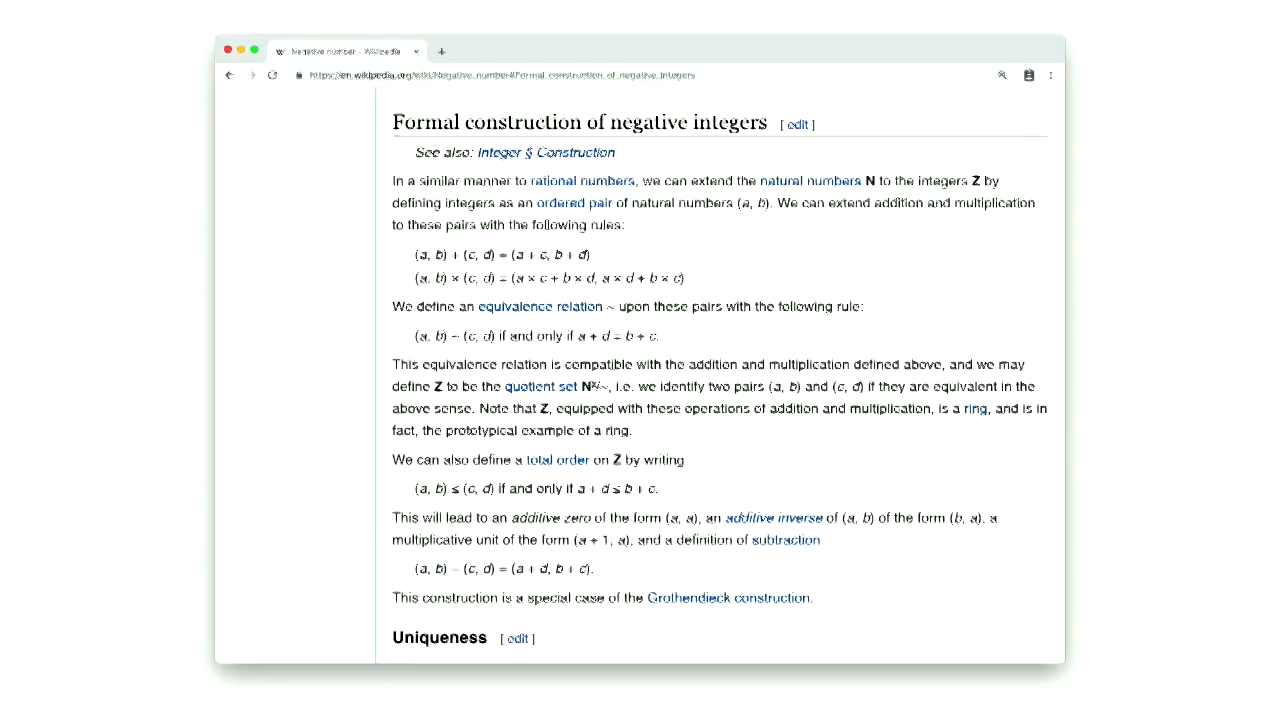 Negative number - Wikipedia
https://en.wikipedia.org/wiki/Negative_number#Formal_construction_of_negative_integers
Formal construction of negative integers [ edit ]
See also: Integer § Construction
In a similar manner to rational numbers, we can extend the natural numbers N to the integers Z by
defining integers as an ordered pair of natural numbers (a, b). We can extend addition and multiplication
to these pairs with the following rules:
(a, b) + (c, d) = (a + c, b + d)
(a, b) × (c, d) = (a × c + b × d, a × d + b × c)
We define an equivalence relation ~ upon these pairs with the following rule:
(a, b) ~ (c, d) if and only if a + d = b + c.
This equivalence relation is compatible with the addition and multiplication defined above, and we may
define Z to be the quotient set N²/~, i.e. we identify two pairs (a, b) and (c, d) if they are equivalent in the
above sense. Note that Z, equipped with these operations of addition and multiplication, is a ring, and is in
fact, the prototypical example of a ring.
We can also define a total order on Z by writing
(a, b) ≤ (c, d) if and only if a + d ≤ b + c.
This will lead to an additive zero of the form (a, a), an additive inverse of (a, b) of the form (b, a), a
multiplicative unit of the form (a + 1, a), and a definition of subtraction
(a, b) − (c, d) = (a + d, b + c).
This construction is a special case of the Grothendieck construction.
Uniqueness [ edit ]